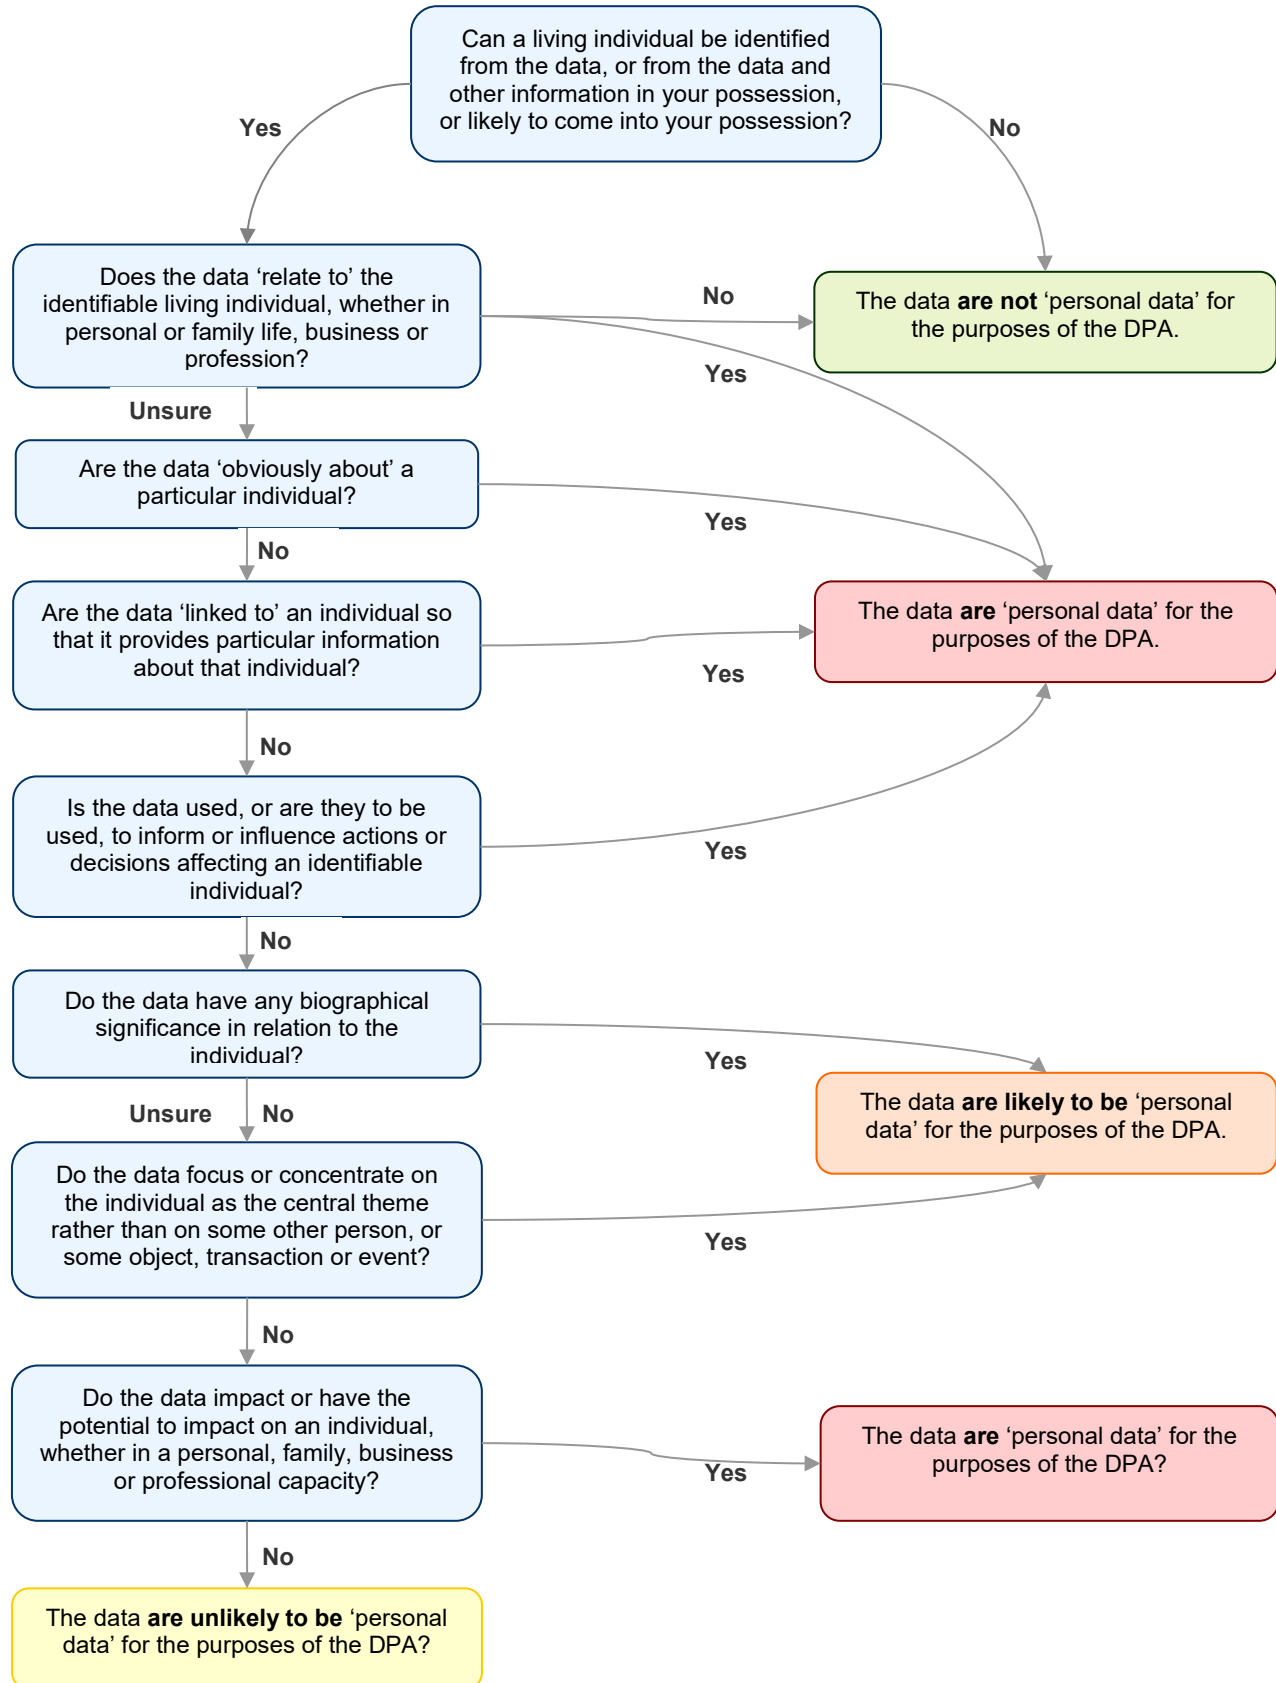 Can a living individual be identified
from the data, or from the data and
other information in your possession,
or likely to come into your possession?
Yes
No
Does the data ‘relate to’ the
identifiable living individual, whether in
personal or family life, business or
profession?
No
The data are not ‘personal data’ for
the purposes of the DPA.
Yes
Unsure
Are the data ‘obviously about’ a
particular individual?
Yes
No
Are the data ‘linked to’ an individual so
that it provides particular information
about that individual?
The data are ‘personal data’ for the
purposes of the DPA.
Yes
No
Is the data used, or are they to be
used, to inform or influence actions or
decisions affecting an identifiable
individual?
Yes
No
Do the data have any biographical
significance in relation to the
individual?
Yes
The data are likely to be ‘personal
data’ for the purposes of the DPA.
Unsure No
Do the data focus or concentrate on
the individual as the central theme
rather than on some other person, or
some object, transaction or event?
Yes
No
Do the data impact or have the
potential to impact on an individual,
whether in a personal, family, business
or professional capacity?
Yes
The data are ‘personal data’ for the
purposes of the DPA?
No
The data are unlikely to be ‘personal
data’ for the purposes of the DPA?